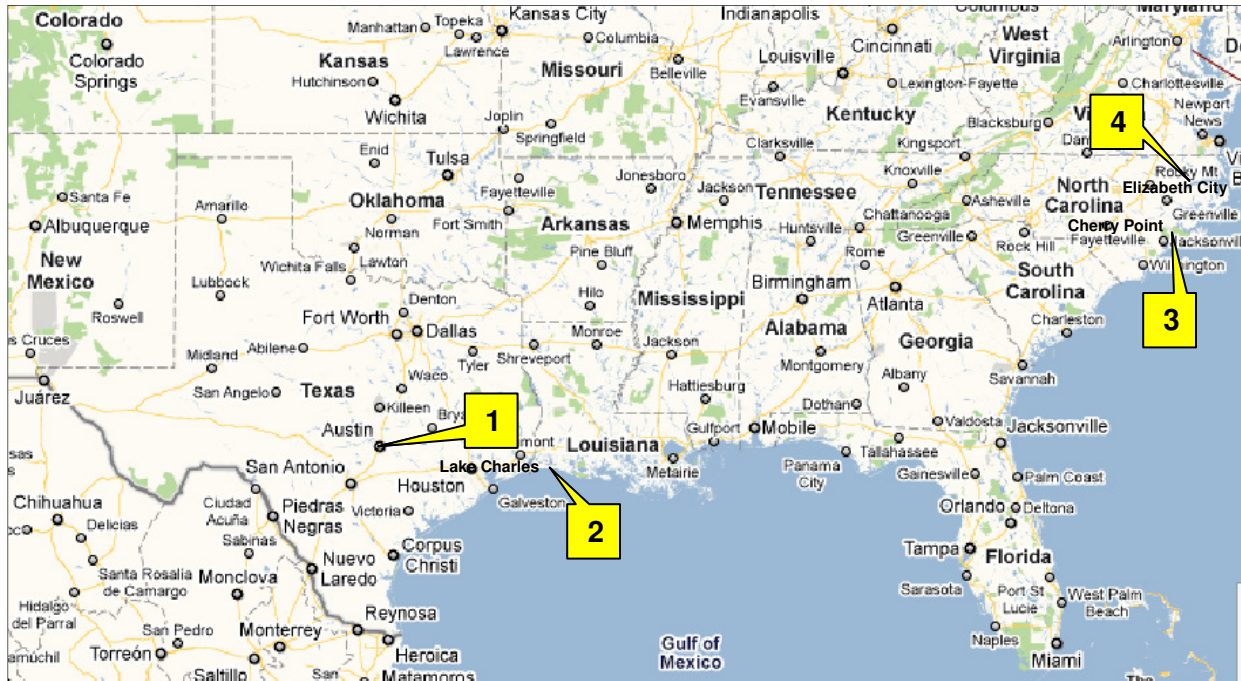 Colorado
Colorado
Springs
Manhattan
Topeka
Lawrence
Kansas City
Columbia
Kansas
Hutchinson
Wichita
Missouri
Belleville
Indianapolis
Louisville
Evansville
Cincinnati
Columbus
Lexington-Fayette
Kentucky
West
Virginia
Maryland
Arlington
Charlottesville
Newport
News
Blacksburg
4
Joplin
Springfield
Clarksville
Kingsport
Enid
Tulsa
Fayetteville
Jonesboro
Jackson
Tennessee
Knoxville
Rocky Mt
Elizabeth City
Santa Fe
Amarillo
Oklahoma
Norman
Fort Smith
Arkansas
Memphis
Chattanooga
Asheville
North
Carolina
Greenville
Albuquerque
Huntsville
Greenville
Rock Hill
Cherry Point
Fayetteville
Jacksonville
New
Mexico
Wichita Falls
Lawton
Pine Bluff
Rome
Wilmington
Lubbock
Roswell
Denton
Hilo
Mississippi
Birmingham
Atlanta
South
Carolina
3
Fort Worth
Dallas
Monroe
Alabama
Georgia
Charleston
s Cruces
Midland
Abilene
Tyler
Shreveport
Jackson
Montgomery
Juárez
San Angelo
Texas
Waco
Hattiesburg
Albany
Savannah
Killeen
Dothan
1
Austin
Louisiana
Gulfport
Mobile
Valdosta
Jacksonville
Tallahassee
San Antonio
Lake Charles
Houston
Metairie
Panama
City
Gainesville
Palm Coast
Chihuahua
Delicias
Ciudad
Acuña
Piedras
Negras
Victoria
Galveston
2
Orlando
Deltona
Sabinas
Nuevo
Laredo
Corpus
Christi
Tampa
Florida
Santa Rosalia
de Camargo
Monclova
Sarasota
Port St
Lucie
West Palm
Beach
Hidalgo
del Parral
San Pedro
Monterrey
Reynosa
Naples
Torreón
Saltillo
San
Heroica
Matamoros
Gulf of
Mexico
Miami
The